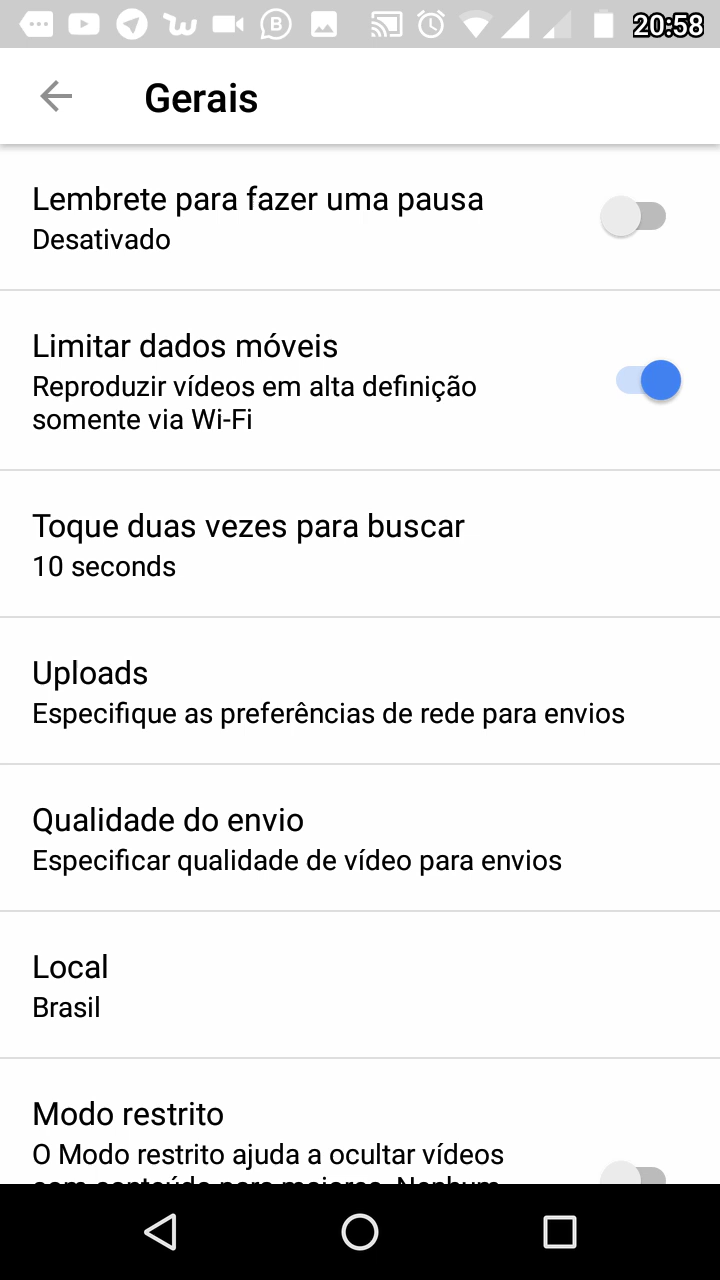 20:58
Gerais
Lembrete para fazer uma pausa
Desativado
Limitar dados móveis
Reproduzir vídeos em alta definição
somente via Wi-Fi
Toque duas vezes para buscar
10 seconds
Uploads
Especifique as preferências de rede para envios
Qualidade do envio
Especificar qualidade de vídeo para envios
Local
Brasil
Modo restrito
O Modo restrito ajuda a ocultar vídeos
com conteúdo para maiores. Nenhum